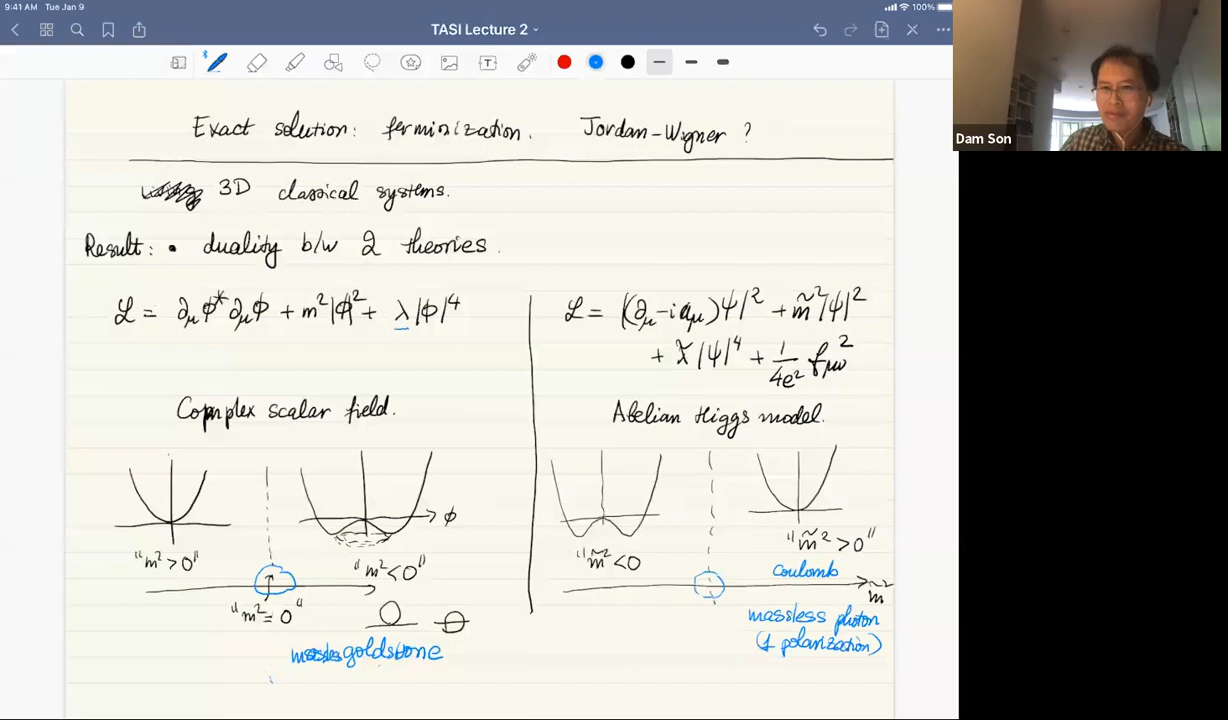 9:41 AM Tue Jan 9
100%
TASI Lecture 2
Dam Son
Exact solution: fermionization. Jordan-Wigner ?
3D classical systems.
Result: • duality b/w 2 theories.
ℒ = ∂μϕ*∂μϕ + m²|ϕ|² + λ|ϕ|⁴
ℒ = |(∂μ-iaμ)ψ|² + m̃²|ψ|²
+ λ̃|ψ|⁴ + 1/4e² fμν²
Complex scalar field.
Abelian Higgs model.
ϕ
"m² > 0"
"m² < 0"
"m̃² < 0
"m̃² > 0"
Coulomb
"m² = 0"
m̃²
goldstone
massless photon
(1 polarization)